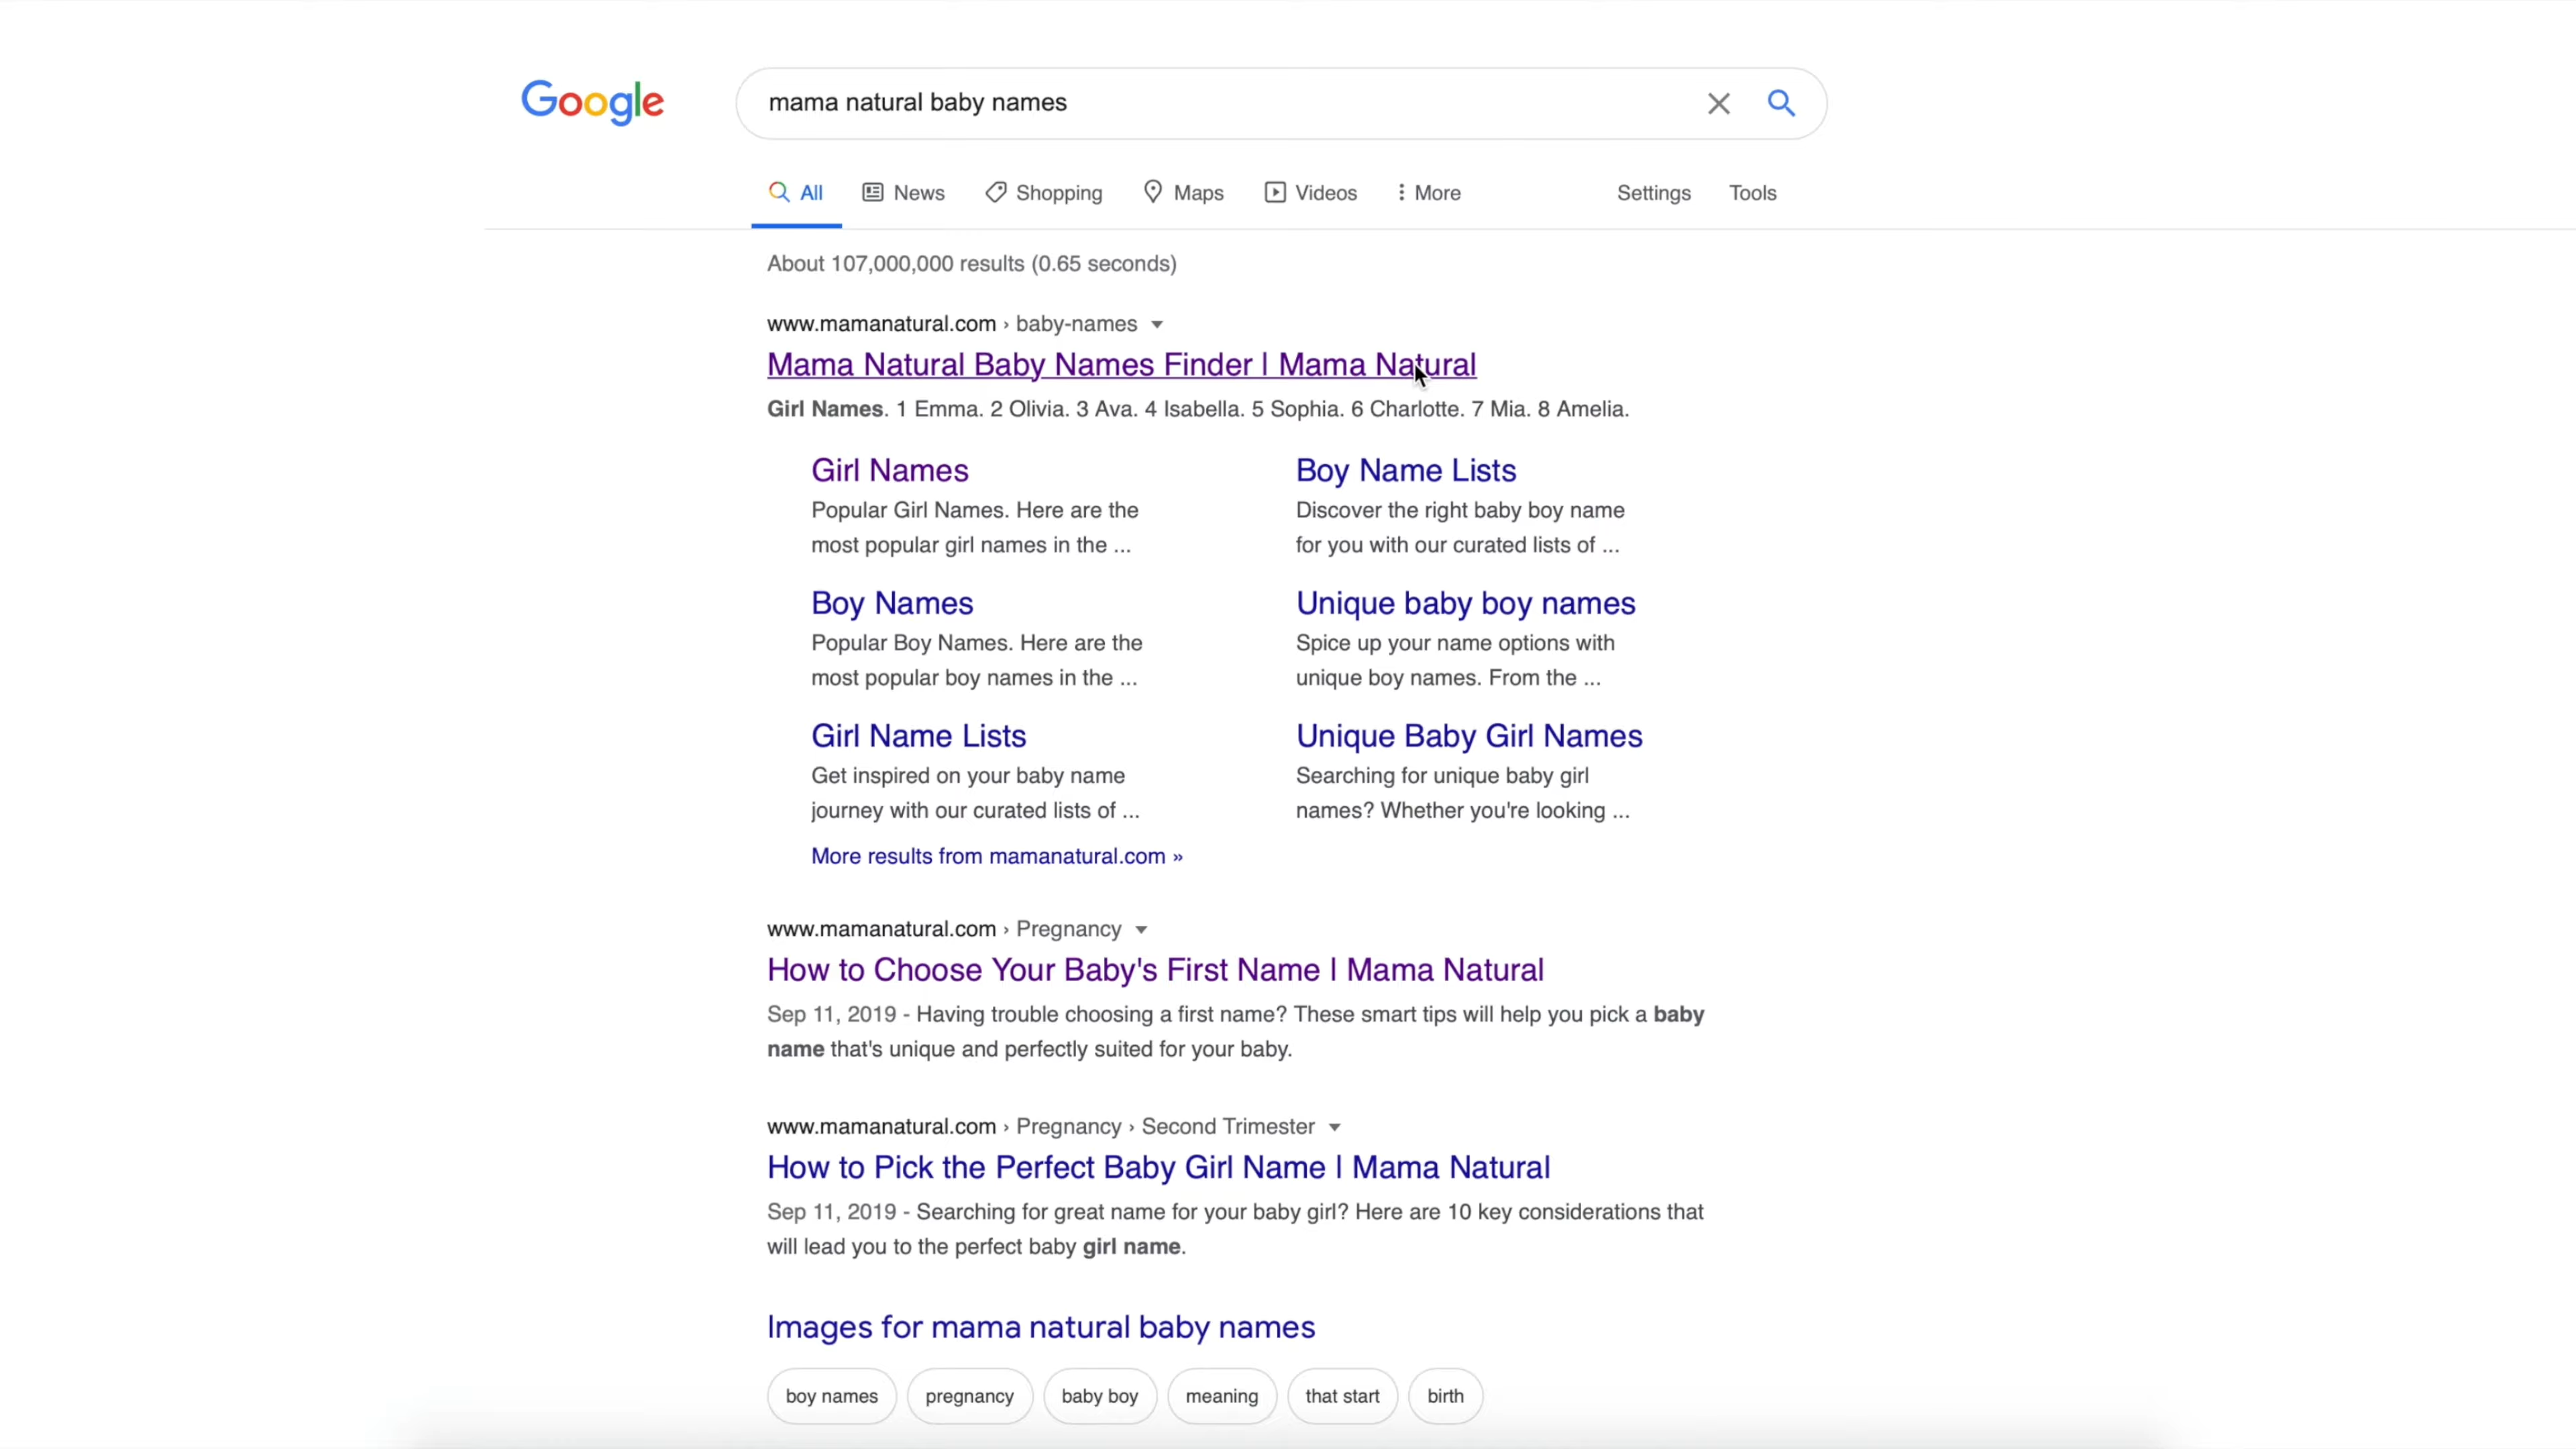 Google
mama natural baby names
All News Shopping Maps Videos More Settings Tools
About 107,000,000 results (0.65 seconds)
www.mamanatural.com › baby-names
Mama Natural Baby Names Finder | Mama Natural
Girl Names. 1 Emma. 2 Olivia. 3 Ava. 4 Isabella. 5 Sophia. 6 Charlotte. 7 Mia. 8 Amelia.
Girl Names
Popular Girl Names. Here are the
most popular girl names in the ...
Boy Name Lists
Discover the right baby boy name
for you with our curated lists of ...
Boy Names
Popular Boy Names. Here are the
most popular boy names in the ...
Unique baby boy names
Spice up your name options with
unique boy names. From the ...
Girl Name Lists
Get inspired on your baby name
journey with our curated lists of ...
Unique Baby Girl Names
Searching for unique baby girl
names? Whether you're looking ...
More results from mamanatural.com »
www.mamanatural.com › Pregnancy
How to Choose Your Baby's First Name | Mama Natural
Sep 11, 2019 - Having trouble choosing a first name? These smart tips will help you pick a baby
name that's unique and perfectly suited for your baby.
www.mamanatural.com › Pregnancy › Second Trimester
How to Pick the Perfect Baby Girl Name | Mama Natural
Sep 11, 2019 - Searching for great name for your baby girl? Here are 10 key considerations that
will lead you to the perfect baby girl name.
Images for mama natural baby names
boy names pregnancy baby boy meaning that start birth